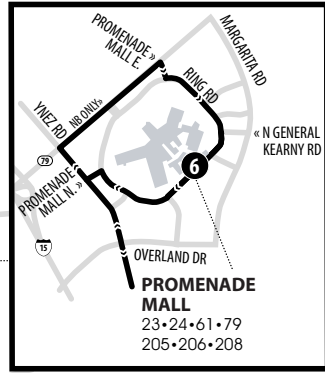 PROMENADE »
MALL E.
MARGARITA RD
RING RD
YNEZ RD
NB ONLY»
« N GENERAL
KEARNY RD
79
PROMENADE
MALL N. »
6
15
OVERLAND DR
PROMENADE
MALL
23•24•61•79
205•206•208